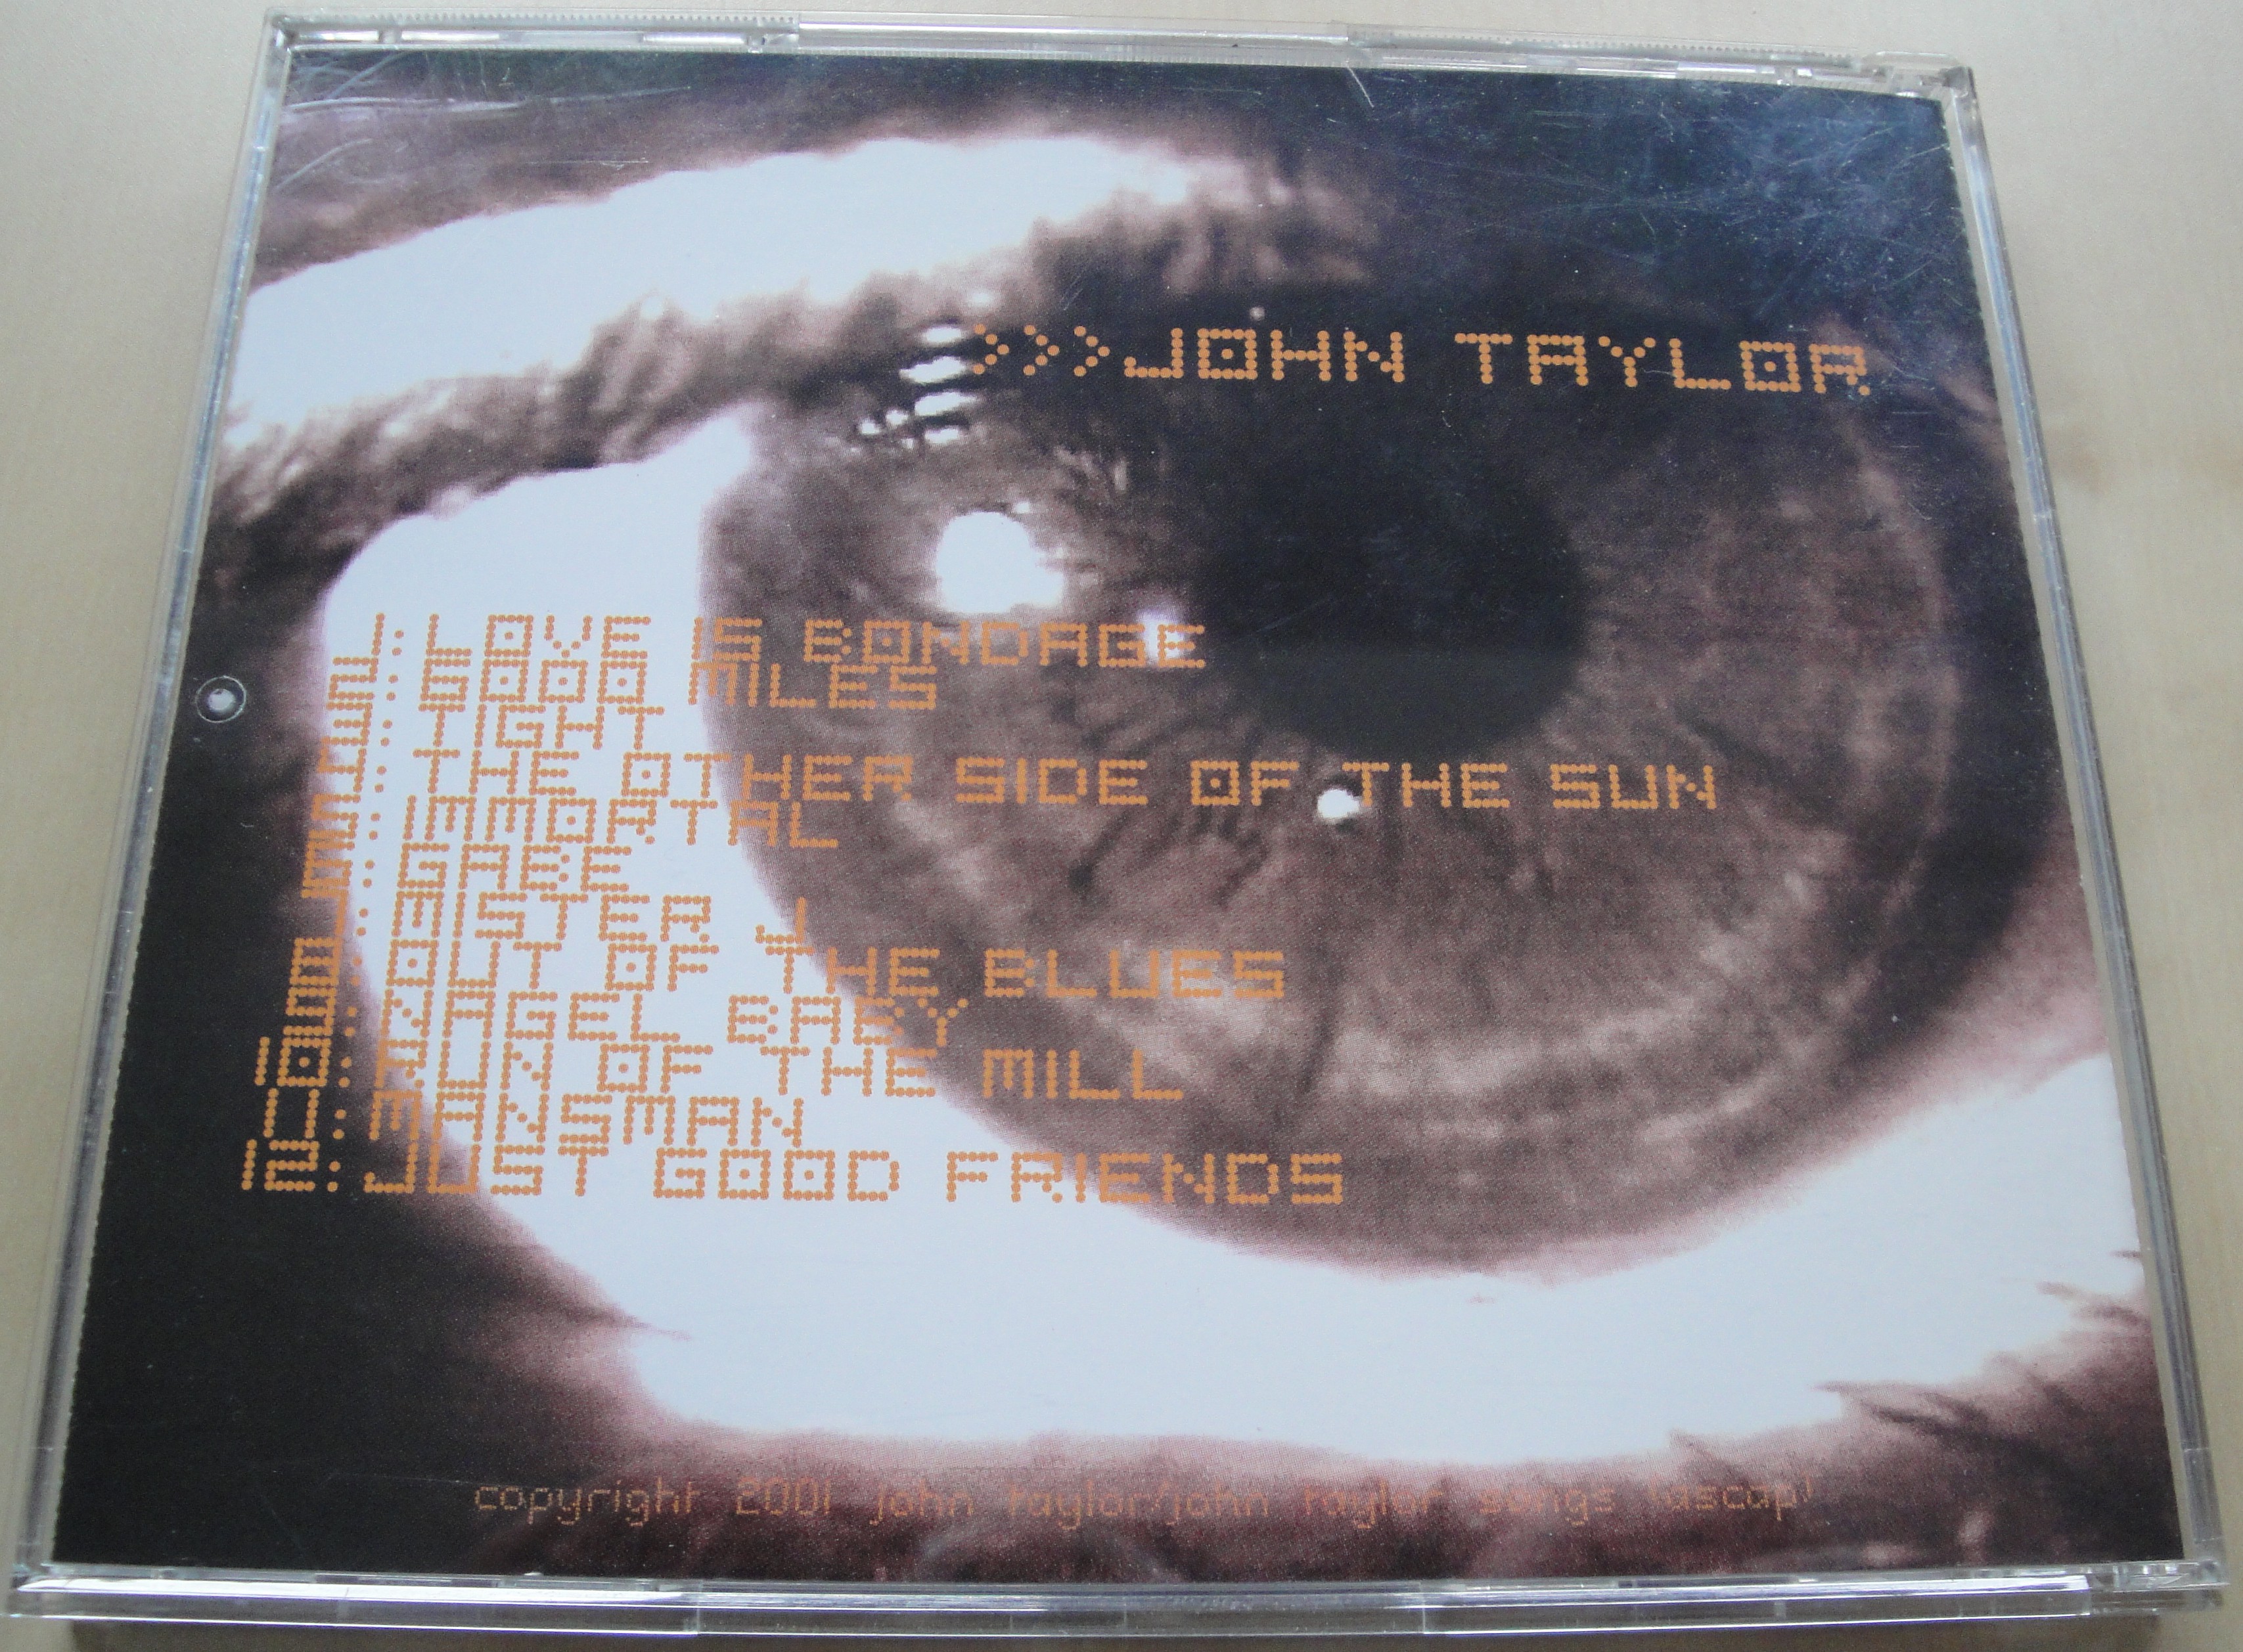 >>>JOHN TAYLOR
1: LOVE IS BONDAGE
2: 6000 MILES
3: TIGHT
4: THE OTHER SIDE OF THE SUN
5: IMMORTAL
6: GABE
7: MISTER J
8: OUT OF THE BLUES
9: NAGEL BABY
10: RUN OF THE MILL
11: MANSMAN
12: JUST GOOD FRIENDS
copyright 2001 john taylor/john taylor songs (ascap)